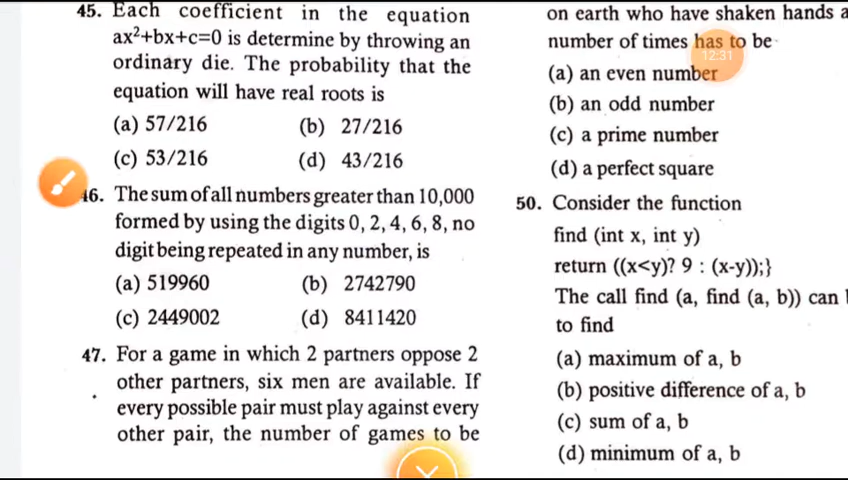 45. Each coefficient in the equation
ax²+bx+c=0 is determine by throwing an
ordinary die. The probability that the
equation will have real roots is
(a) 57/216 (b) 27/216
(c) 53/216 (d) 43/216
46. The sum of all numbers greater than 10,000
formed by using the digits 0, 2, 4, 6, 8, no
digit being repeated in any number, is
(a) 519960 (b) 2742790
(c) 2449002 (d) 8411420
47. For a game in which 2 partners oppose 2
other partners, six men are available. If
every possible pair must play against every
other pair, the number of games to be
on earth who have shaken hands a
number of times has to be
12:31
(a) an even number
(b) an odd number
(c) a prime number
(d) a perfect square
50. Consider the function
find (int x, int y)
return ((x<y)? 9 : (x-y));}
The call find (a, find (a, b)) can
to find
(a) maximum of a, b
(b) positive difference of a, b
(c) sum of a, b
(d) minimum of a, b